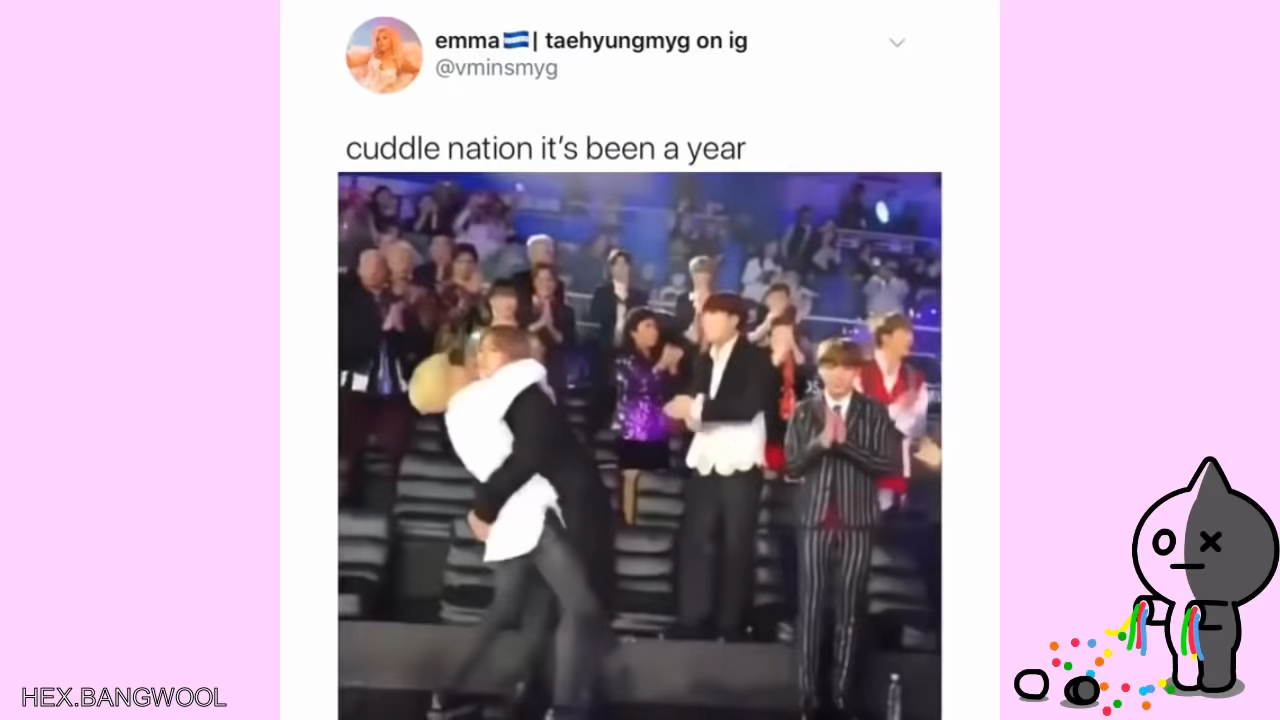 emma🇭🇳| taehyungmyg on ig
@vminsmyg
cuddle nation it's been a year
HEX.BANGWOOL